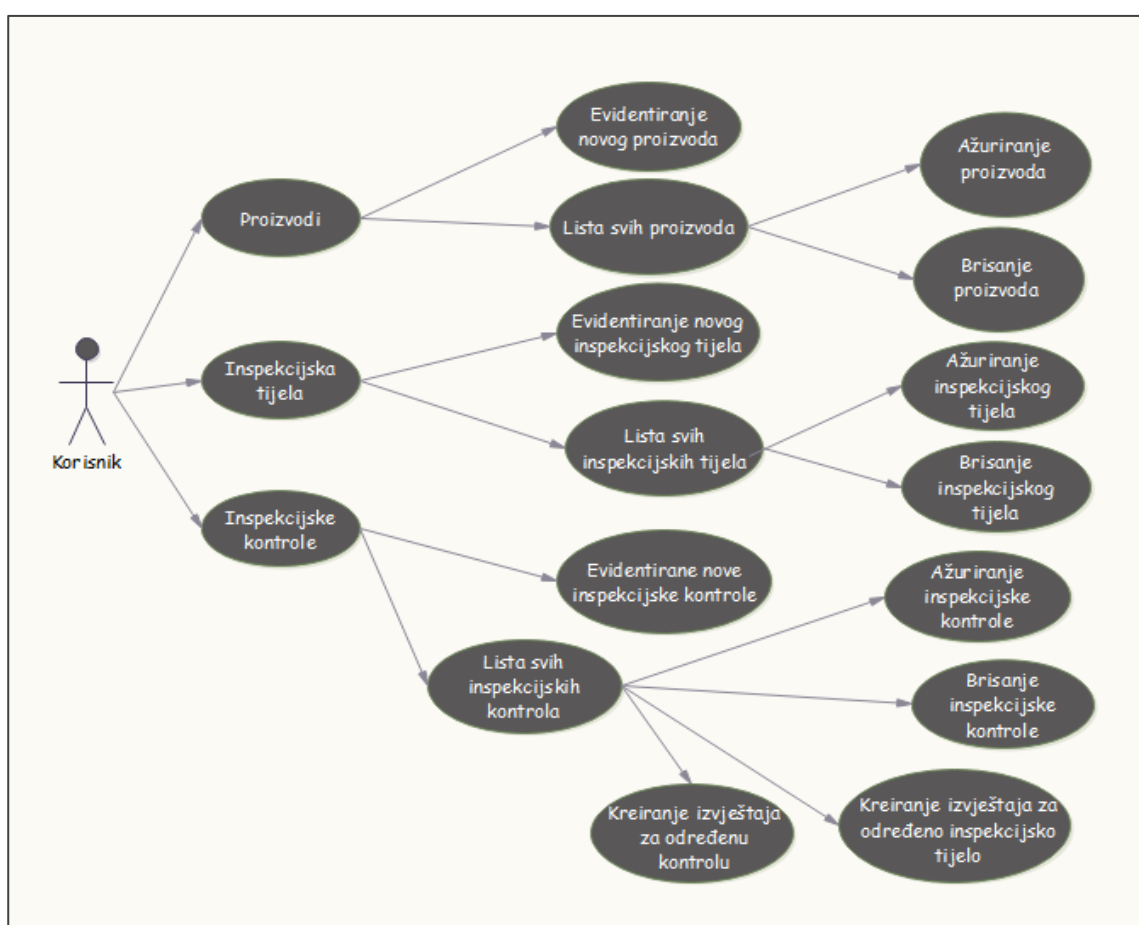 Evidentiranje
novog proizvoda
Ažuriranje
proizvoda
Proizvodi
Lista svih proizvoda
Brisanje
proizvoda
Evidentiranje novog
inspekcijskog tijela
Inspekcijska
tijela
Ažuriranje
inspekcijskog
tijela
Lista svih
inspekcijskih tijela
Korisnik
Brisanje
inspekcijskog
tijela
Inspekcijske
kontrole
Evidentirane nove
inspekcijske kontrole
Ažuriranje
inspekcijske
kontrole
Lista svih
inspekcijskih
kontrola
Brisanje
inspekcijske
kontrole
Kreiranje izvještaja
za određenu
kontrolu
Kreiranje izvještaja za
određeno inspekcijsko
tijelo